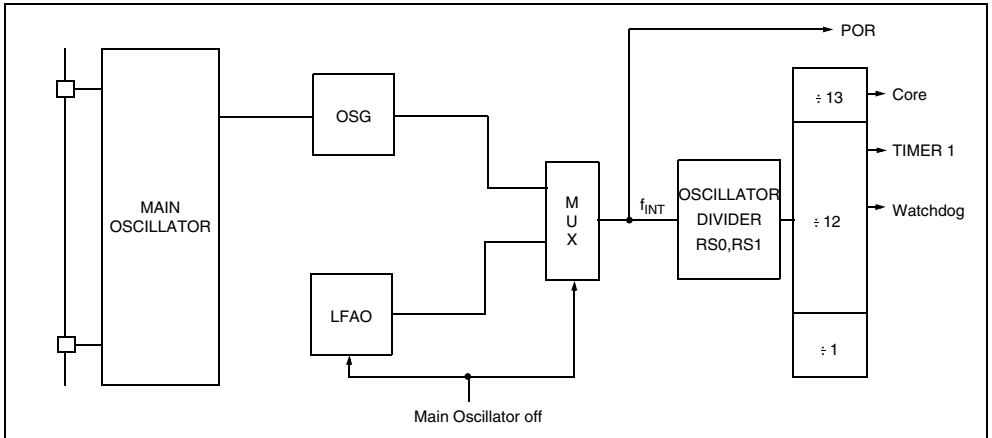 POR
÷ 13
Core
OSG
TIMER 1
MAIN
OSCILLATOR
M
U
X
fINT
OSCILLATOR
DIVIDER
RS0,RS1
÷ 12
Watchdog
LFAO
÷ 1
Main Oscillator off